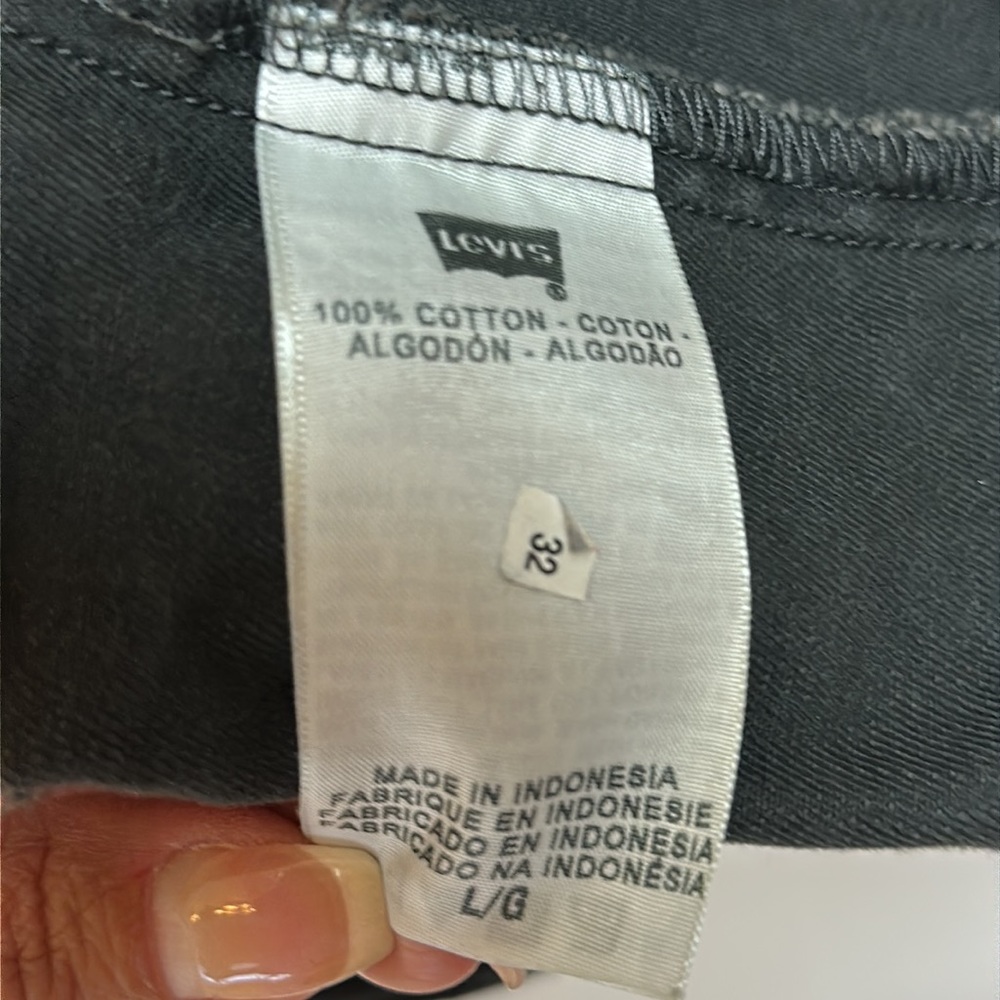 LEVI'S ®
100% COTTON - COTON -
ALGODÓN - ALGODÃO
32
MADE IN INDONESIA
FABRIQUE EN INDONESIE
FABRICADO EN INDONESIA
FABRICADO NA INDONÉSIA
L/G